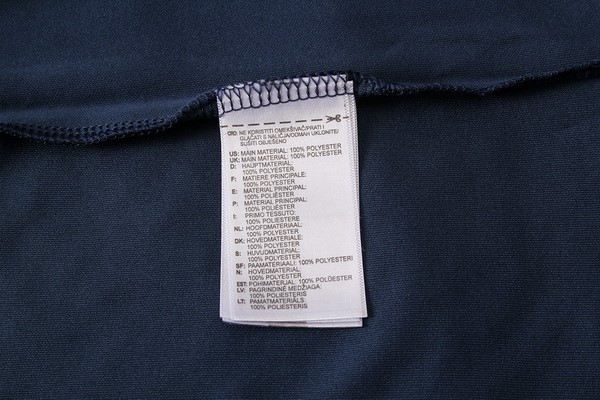 CRO: NE KORISTITI OMEKŠIVAČ/PRATI I
GLAČATI S NALIČJA/ODMAH UKLONITE/
SUŠITI OBJEŠENO
US: MAIN MATERIAL: 100% POLYESTER
UK: MAIN MATERIAL: 100% POLYESTER
D: HAUPTMATERIAL:
100% POLYESTER
F: MATIERE PRINCIPALE:
100% POLYESTER
E: MATERIAL PRINCIPAL:
100% POLIÉSTER
P: MATERIAL PRINCIPAL:
100% POLIÉSTER
I: PRIMO TESSUTO:
100% POLIESTERE
NL: HOOFDMATERIAAL:
100% POLYESTER
DK: HOVEDMATERIALE:
100% POLYESTER
S: HUVUDMATERIAL:
100% POLYESTER
SF: PÄÄMATERIAALI: 100% POLYESTERI
N: HOVEDMATERIAL:
100% POLYESTER
EST: PÕHIMATERJAL: 100% POLÜESTER
LV: PAGRINDINĖ MEDŽIAGA:
100% POLIESTERIS
LT: PAMATMATERIĀLS:
100% POLIESTERIS